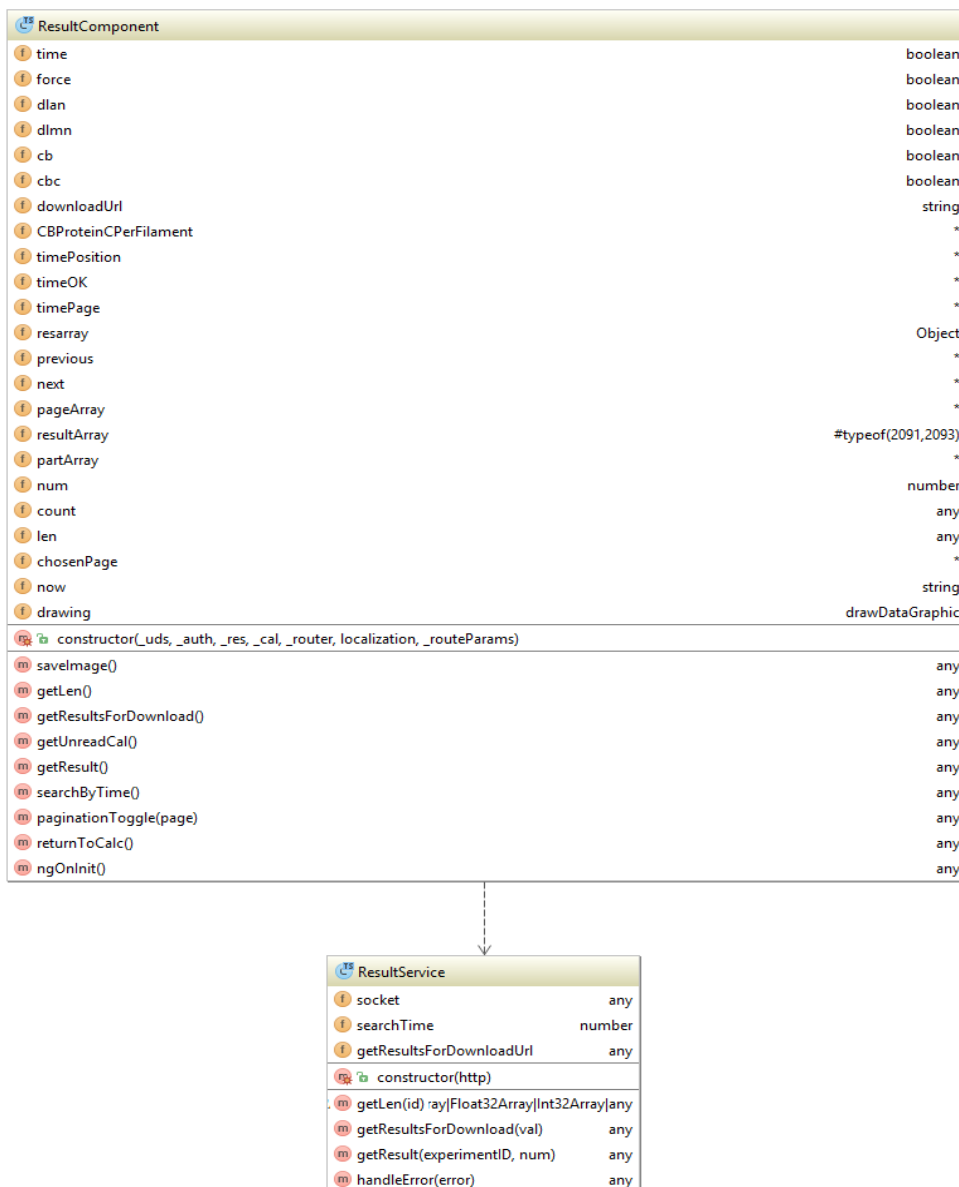 ResultComponent
time boolean
force boolean
dlan boolean
dlmn boolean
cb boolean
cbc boolean
downloadUrl string
CBProteinCPerFilament *
timePosition *
timeOK *
timePage *
resarray Object
previous *
next *
pageArray *
resultArray #typeof(2091,2093)
partArray *
num number
count any
len any
chosenPage *
now string
drawing drawDataGraphic
constructor(_uds, _auth, _res, _cal, _router, localization, _routeParams)
saveImage() any
getLen() any
getResultsForDownload() any
getUnreadCal() any
getResult() any
searchByTime() any
paginationToggle(page) any
returnToCalc() any
ngOnInit() any
ResultService
socket any
searchTime number
getResultsForDownloadUrl any
constructor(http)
getLen(id) ray|Float32Array|Int32Array|any
getResultsForDownload(val) any
getResult(experimentID, num) any
handleError(error) any